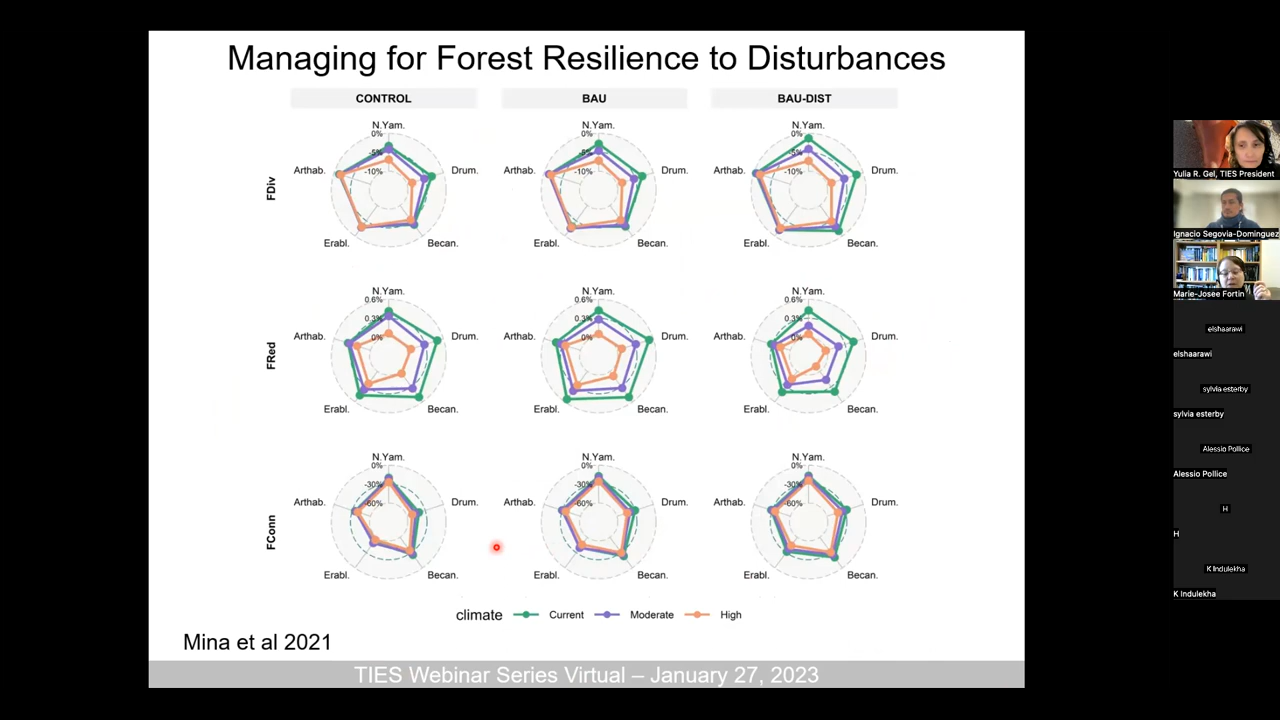 Managing for Forest Resilience to Disturbances
CONTROL
BAU
BAU-DIST
FDiv
N.Yam.
0%
-5%
-10%
Arthab.
Drum.
Erabl.
Becan.
N.Yam.
0%
-5%
-10%
Arthab.
Drum.
Erabl.
Becan.
N.Yam.
0%
-5%
-10%
Arthab.
Drum.
Erabl.
Becan.
FRed
N.Yam.
0.6%
0.3%
0%
Arthab.
Drum.
Erabl.
Becan.
N.Yam.
0.6%
0.3%
0%
Arthab.
Drum.
Erabl.
Becan.
N.Yam.
0.6%
0.3%
0%
Arthab.
Drum.
Erabl.
Becan.
FConn
N.Yam.
0%
-30%
-60%
Arthab.
Drum.
Erabl.
Becan.
N.Yam.
0%
-30%
-60%
Arthab.
Drum.
Erabl.
Becan.
N.Yam.
0%
-30%
-60%
Arthab.
Drum.
Erabl.
Becan.
climate Current Moderate High
Mina et al 2021
TIES Webinar Series Virtual – January 27, 2023
Yulia R. Gel, TIES President
Ignacio Segovia-Dominguez
Marie-Josee Fortin
elshaarawi
elshaarawi
sylvia esterby
sylvia esterby
Alessio Pollice
Alessio Pollice
H
H
K Indulekha
K Indulekha